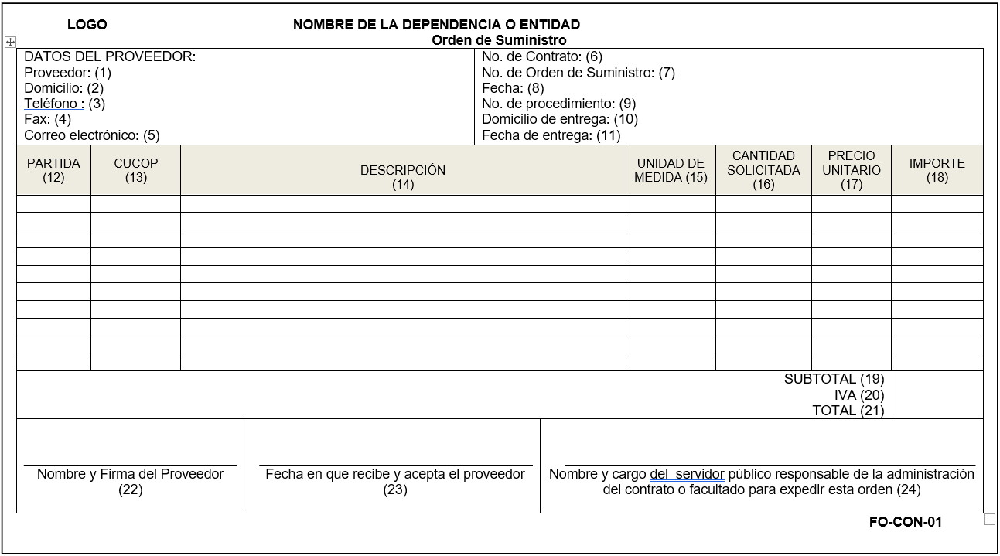 LOGO NOMBRE DE LA DEPENDENCIA O ENTIDAD
Orden de Suministro
DATOS DEL PROVEEDOR:
Proveedor: (1)
Domicilio: (2)
Teléfono : (3)
Fax: (4)
Correo electrónico: (5)
No. de Contrato: (6)
No. de Orden de Suministro: (7)
Fecha: (8)
No. de procedimiento: (9)
Domicilio de entrega: (10)
Fecha de entrega: (11)
PARTIDA
(12)
CUCOP
(13)
DESCRIPCIÓN
(14)
UNIDAD DE
MEDIDA (15)
CANTIDAD
SOLICITADA
(16)
PRECIO
UNITARIO
(17)
IMPORTE
(18)
SUBTOTAL (19)
IVA (20)
TOTAL (21)
Nombre y Firma del Proveedor
(22)
Fecha en que recibe y acepta el proveedor
(23)
Nombre y cargo del  servidor público responsable de la administración
del contrato o facultado para expedir esta orden (24)
FO-CON-01